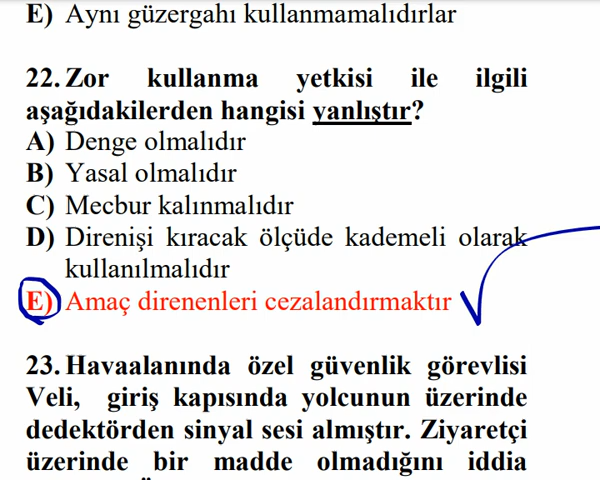 E) Aynı güzergahı kullanmamalıdırlar
22. Zor kullanma yetkisi ile ilgili
aşağıdakilerden hangisi yanlıştır?
A) Denge olmalıdır
B) Yasal olmalıdır
C) Mecbur kalınmalıdır
D) Direnişi kıracak ölçüde kademeli olarak
kullanılmalıdır
E) Amaç direnenleri cezalandırmaktır
23. Havaalanında özel güvenlik görevlisi
Veli, giriş kapısında yolcunun üzerinde
dedektörden sinyal sesi almıştır. Ziyaretçi
üzerinde bir madde olmadığını iddia